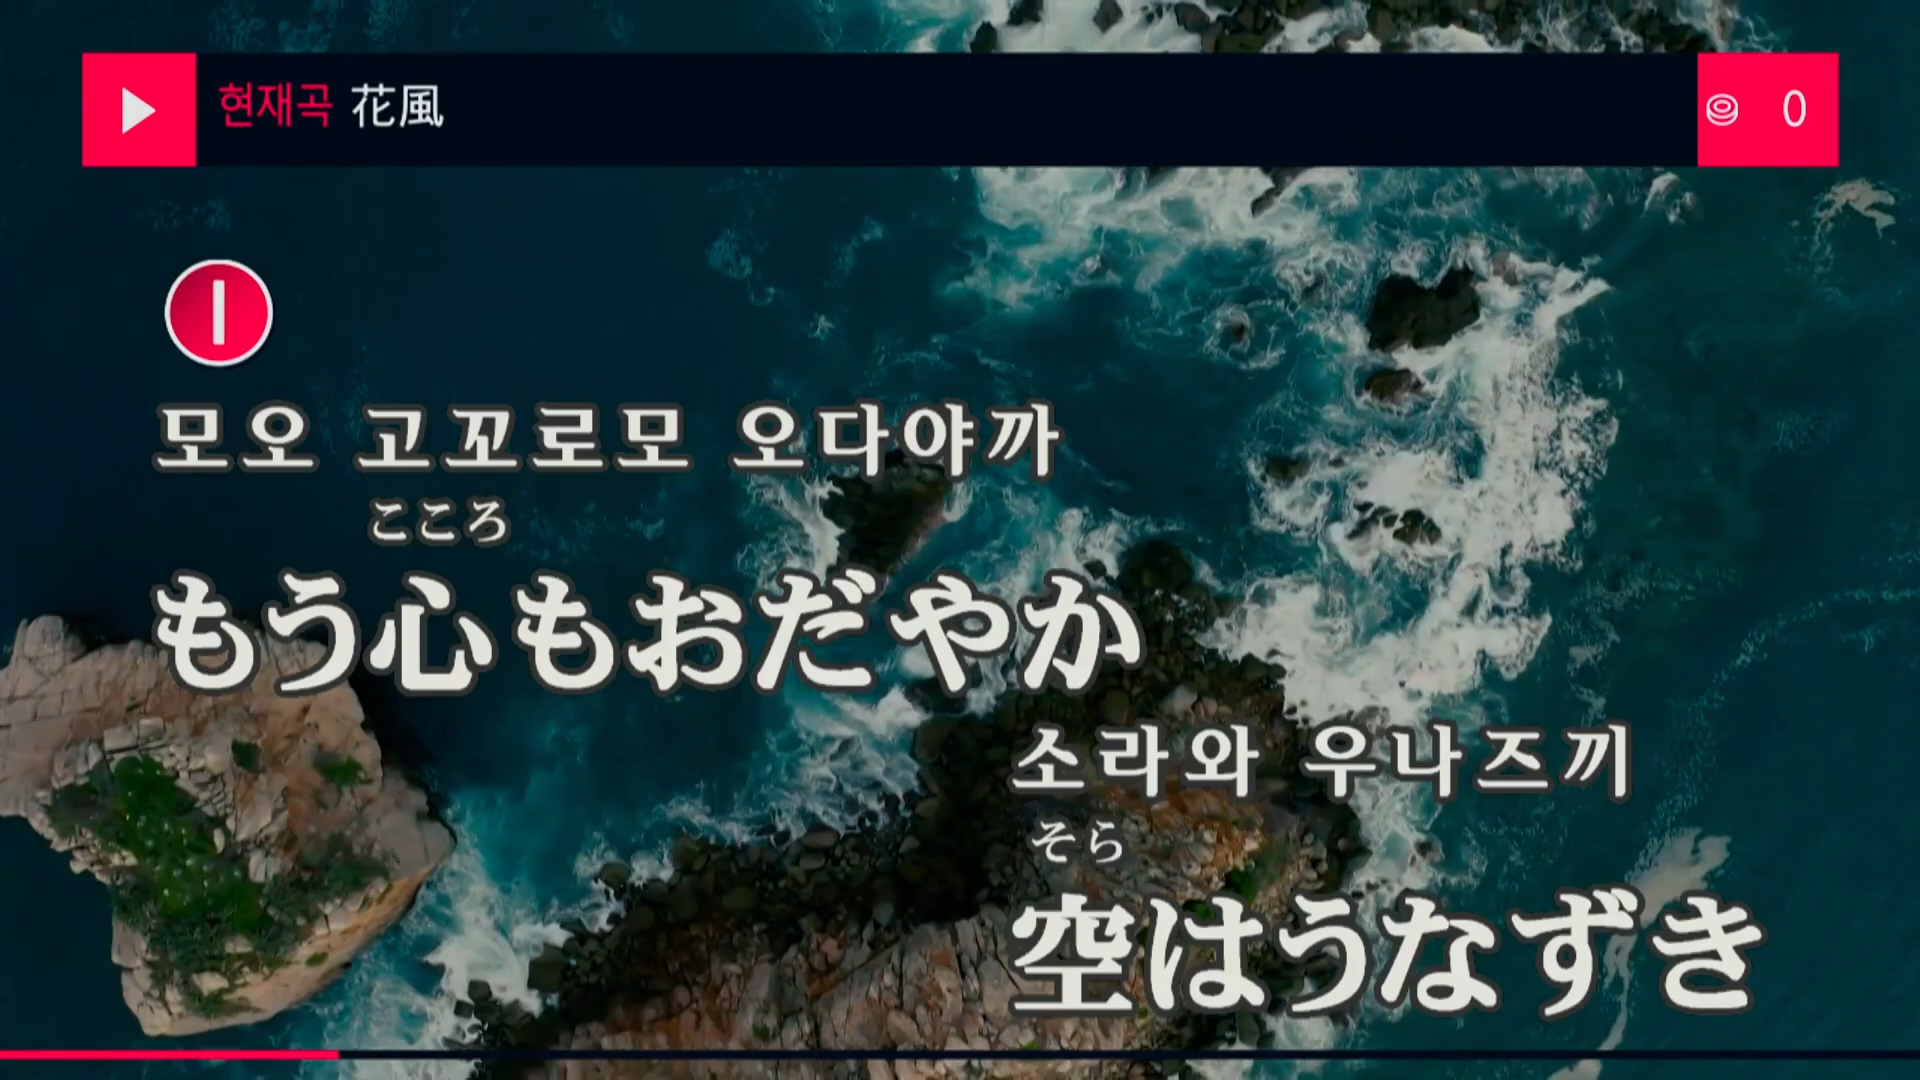 현재곡 花風 0
1
모오 고꼬로모 오다야까
こころ
もう心もおだやか
소라와 우나즈끼
そら
空はうなずき